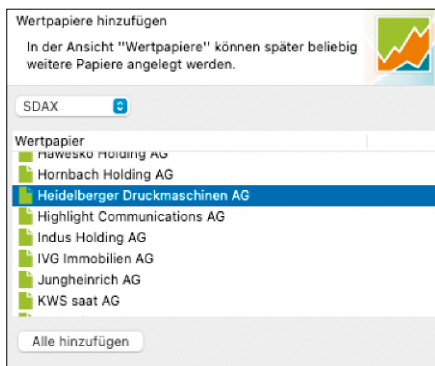 Wertpapiere hinzufügen
In der Ansicht "Wertpapiere" können später beliebig
weitere Papiere angelegt werden.
SDAX
Wertpapier
Hawesko Holding AG
Hornbach Holding AG
Heidelberger Druckmaschinen AG
Highlight Communications AG
Indus Holding AG
IVG Immobilien AG
Jungheinrich AG
KWS saat AG
Alle hinzufügen